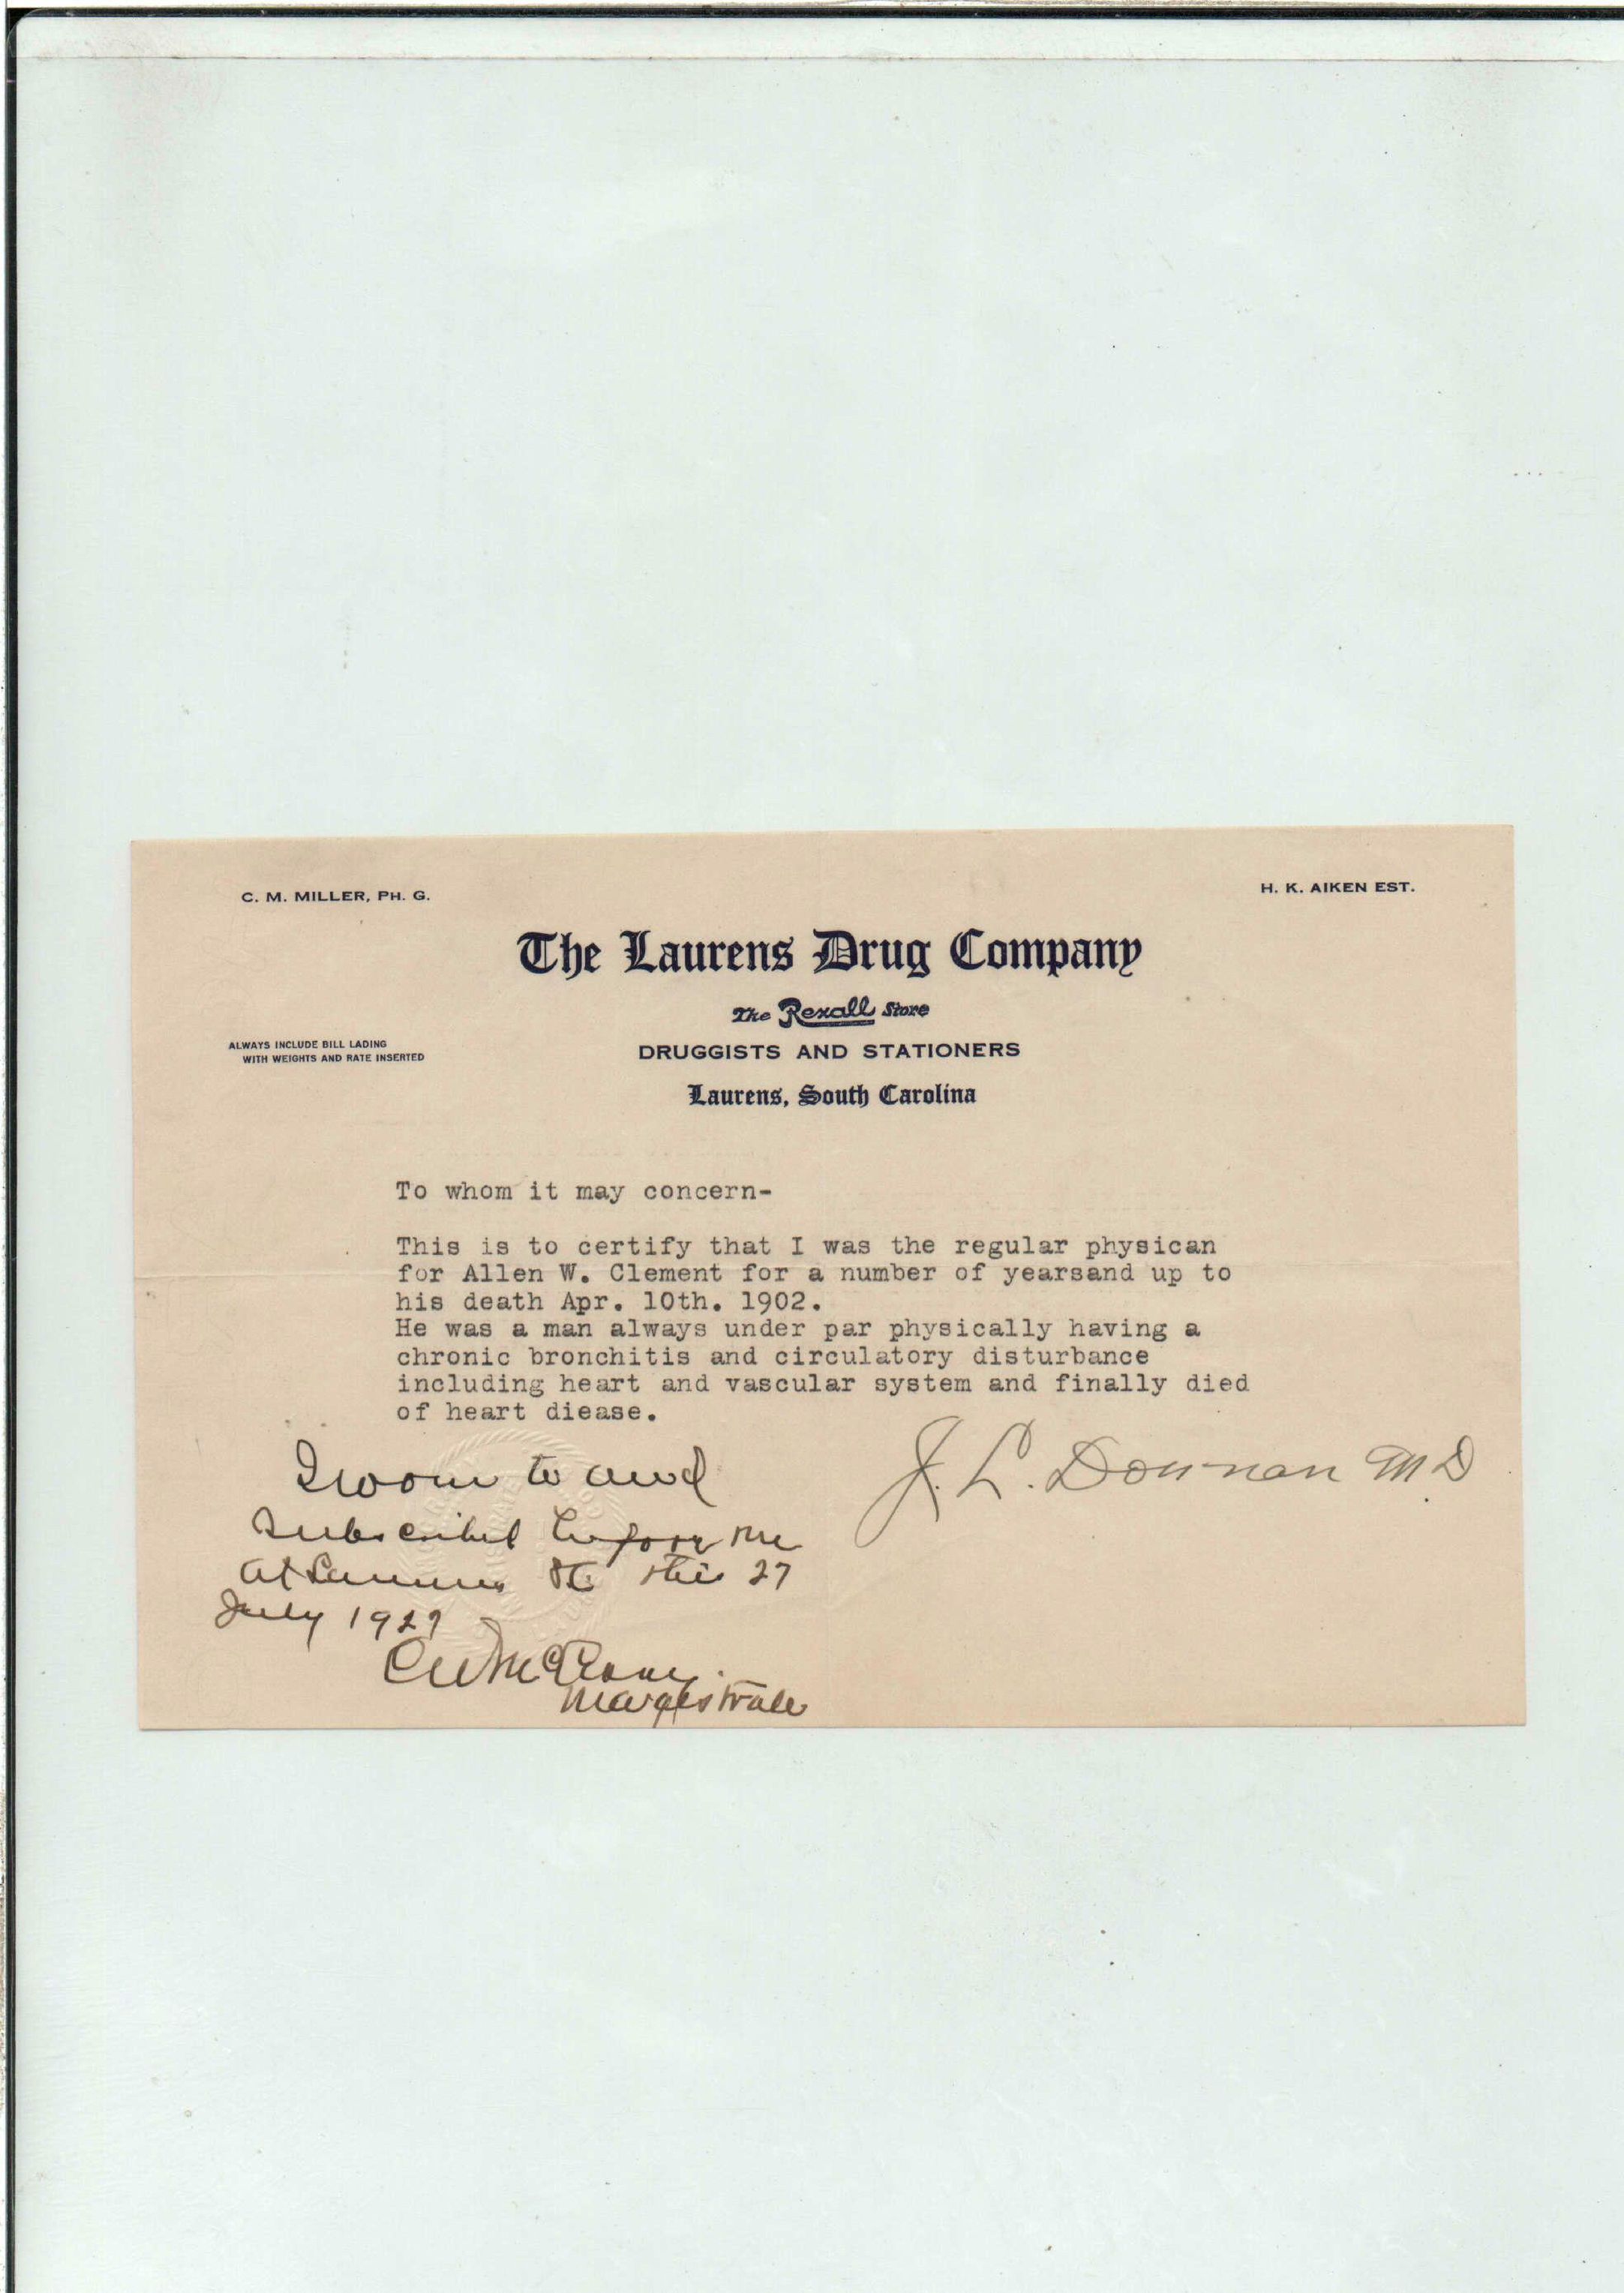 C. M. MILLER, PH. G.
H. K. AIKEN EST.
The Laurens Drug Company
The Rexall Store
ALWAYS INCLUDE BILL LADING
WITH WEIGHTS AND RATE INSERTED
DRUGGISTS AND STATIONERS
Laurens, South Carolina
To whom it may concern-
This is to certify that I was the regular physican
for Allen W. Clement for a number of yearsand up to
his death Apr. 10th. 1902.
He was a man always under par physically having a
chronic bronchitis and circulatory disturbance
including heart and vascular system and finally died
of heart diease.
Sworn to and
J. L. Donnan MD
Subscribed before me
at Laurens SC this 27
July 1927
Magistrate